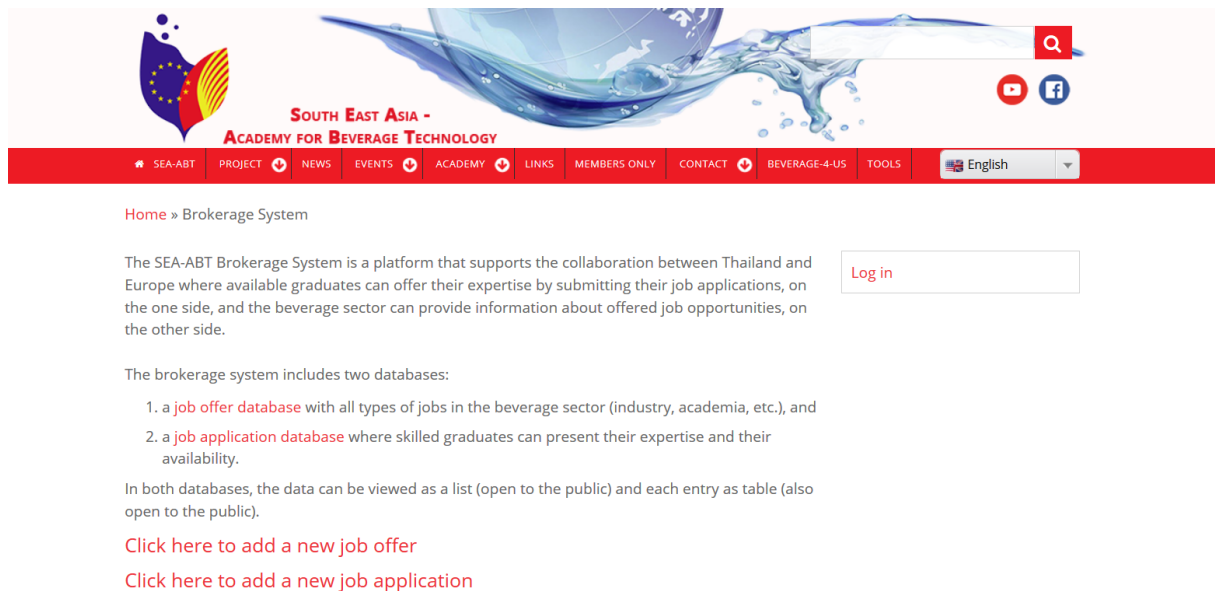 South East Asia -
Academy for Beverage Technology
SEA-ABT PROJECT NEWS EVENTS ACADEMY LINKS MEMBERS ONLY CONTACT BEVERAGE-4-US TOOLS English
Home » Brokerage System
The SEA-ABT Brokerage System is a platform that supports the collaboration between Thailand and
Europe where available graduates can offer their expertise by submitting their job applications, on
the one side, and the beverage sector can provide information about offered job opportunities, on
the other side.
Log in
The brokerage system includes two databases:
1. a job offer database with all types of jobs in the beverage sector (industry, academia, etc.), and
2. a job application database where skilled graduates can present their expertise and their
availability.
In both databases, the data can be viewed as a list (open to the public) and each entry as table (also
open to the public).
Click here to add a new job offer
Click here to add a new job application